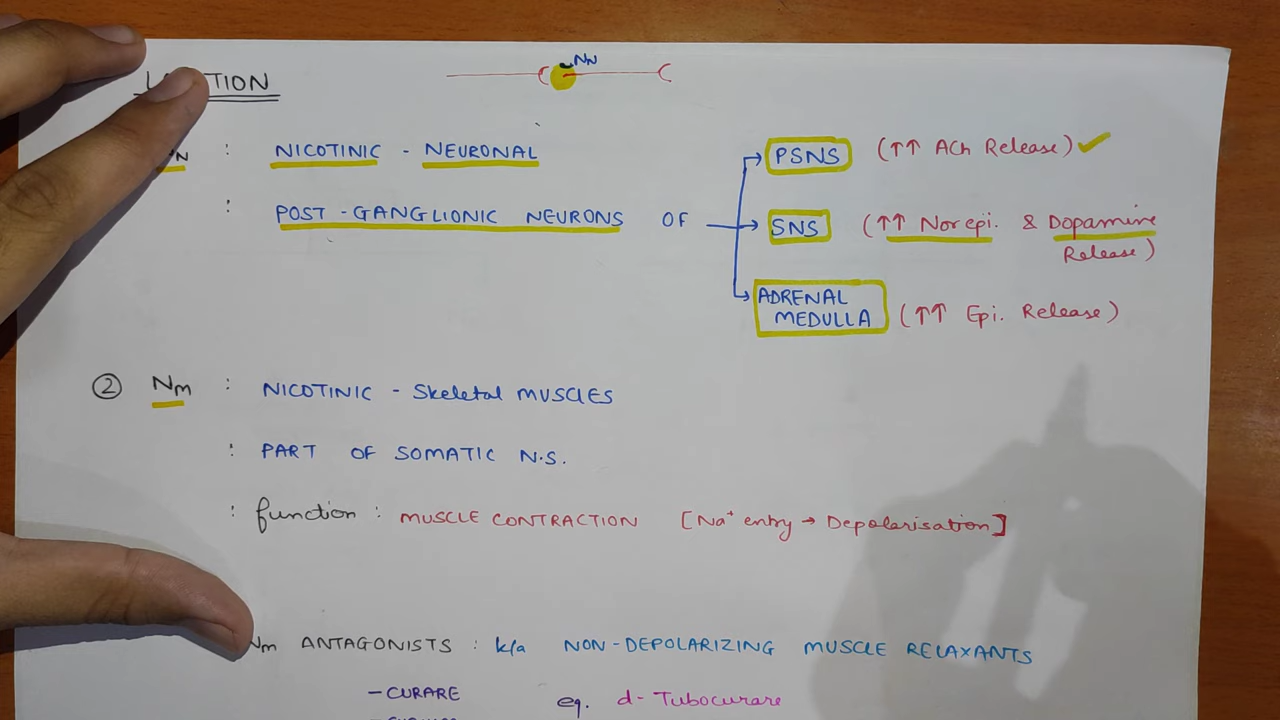 Nɴ
NICOTINIC - NEURONAL
: POST-GANGLIONIC NEURONS OF
PSNS (↑↑ Ach Release) ✓
SNS (↑↑ Norepi. & Dopamine
Release)
ADRENAL
MEDULLA (↑↑ Epi. Release)
② Nm : NICOTINIC - Skeletal MUSCLES
: PART OF SOMATIC N.S.
: function : MUSCLE CONTRACTION [Na⁺ entry → Depolarisation]
Nm ANTAGONISTS : k/a NON-DEPOLARIZING MUSCLE RELAXANTS
- CURARE eg. d-Tubocurare